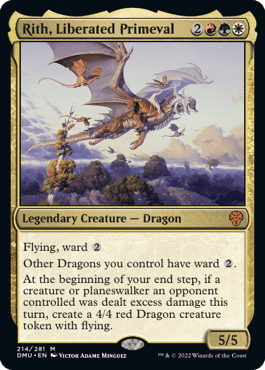 Rith, Liberated Primeval 2
Legendary Creature — Dragon
Flying, ward 2
Other Dragons you control have ward 2.
At the beginning of your end step, if a
creature or planeswalker an opponent
controlled was dealt excess damage this
turn, create a 4/4 red Dragon creature
token with flying.
5/5
214/281 M
DMU • EN VICTOR ADAME MINGUEZ
™ & © 2022 Wizards of the Coast